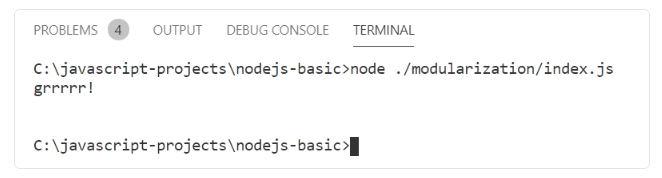 PROBLEMS 4 OUTPUT DEBUG CONSOLE TERMINAL
C:\javascript-projects\nodejs-basic>node ./modularization/index.js
grrrrr!
C:\javascript-projects\nodejs-basic>